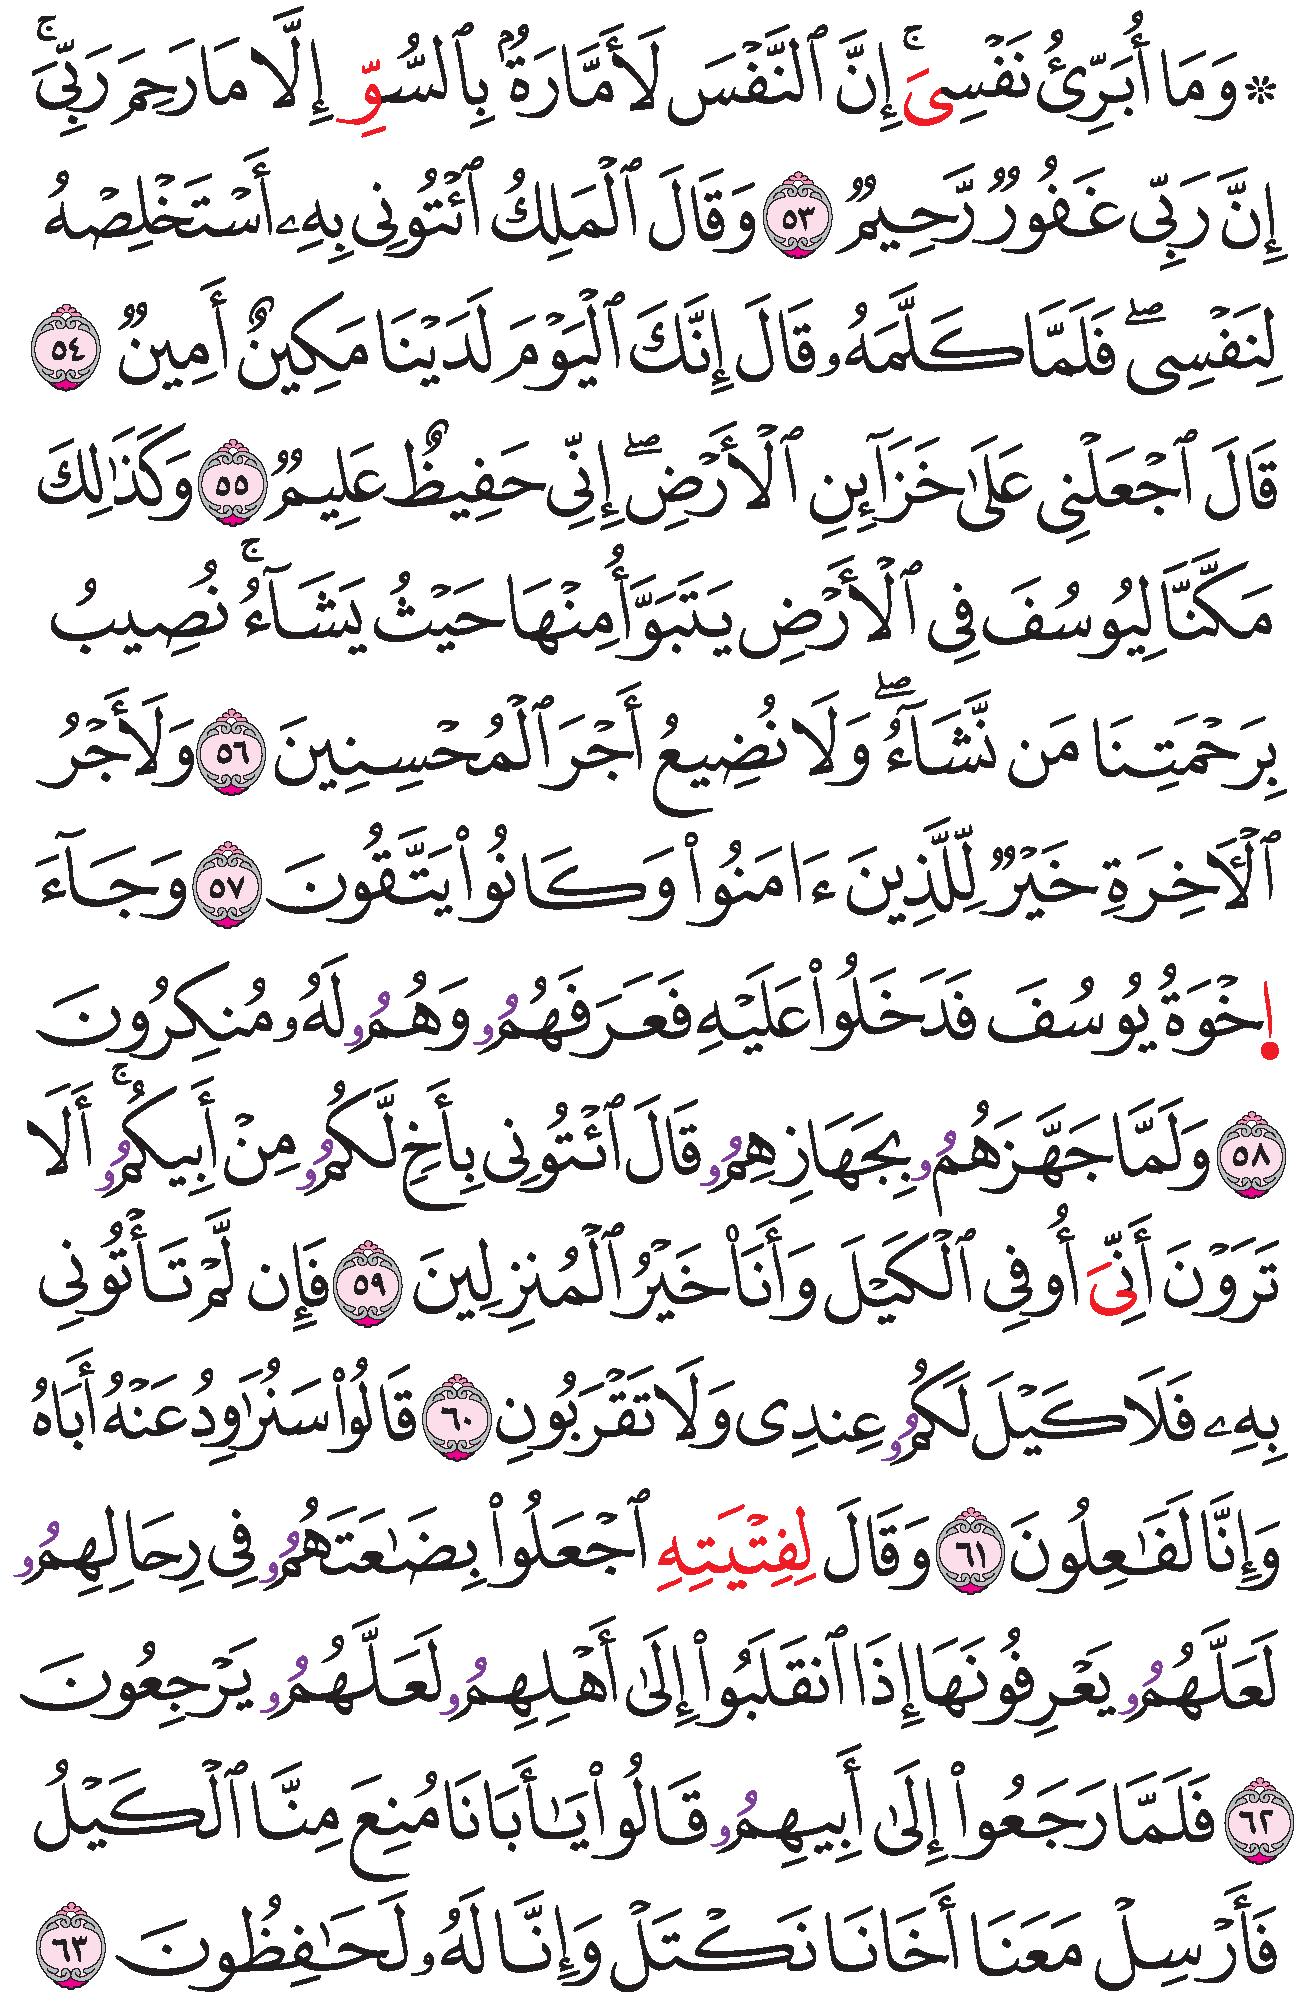 ۞ وَمَا أُبَرِّئُ نَفْسِيَ ۚ إِنَّ ٱلنَّفْسَ لَأَمَّارَةٌۢ بِٱلسُّوِّ إِلَّا مَا رَحِمَ رَبِّيَ ۚ
إِنَّ رَبِّي غَفُورٌ رَّحِيمٌ ٥٣ وَقَالَ ٱلْمَلِكُ ٱئْتُونِي بِهِۦ أَسْتَخْلِصْهُ
لِنَفْسِي ۖ فَلَمَّا كَلَّمَهُۥ قَالَ إِنَّكَ ٱلْيَوْمَ لَدَيْنَا مَكِينٌ أَمِينٌ ٥٤
قَالَ ٱجْعَلْنِي عَلَىٰ خَزَآئِنِ ٱلْأَرْضِ ۖ إِنِّي حَفِيظٌ عَلِيمٌ ٥٥ وَكَذَٰلِكَ
مَكَّنَّا لِيُوسُفَ فِي ٱلْأَرْضِ يَتَبَوَّأُ مِنْهَا حَيْثُ يَشَآءُ ۚ نُصِيبُ
بِرَحْمَتِنَا مَن نَّشَآءُ ۖ وَلَا نُضِيعُ أَجْرَ ٱلْمُحْسِنِينَ ٥٦ وَلَأَجْرُ
ٱلْأٓخِرَةِ خَيْرٌ لِّلَّذِينَ ءَامَنُوا۟ وَكَانُوا۟ يَتَّقُونَ ٥٧ وَجَآءَ
اخْوَةُ يُوسُفَ فَدَخَلُوا۟ عَلَيْهِ فَعَرَفَهُمُۥ وَهُمُۥ لَهُۥ مُنكِرُونَ
٥٨ وَلَمَّا جَهَّزَهُمُۥ بِجَهَازِهِمُۥ قَالَ ٱئْتُونِي بِأَخٍ لَّكُمُۥ مِنْ أَبِيكُمُۥ ۚ أَلَا
تَرَوْنَ أَنِّيَ أُوفِي ٱلْكَيْلَ وَأَنَا۠ خَيْرُ ٱلْمُنزِلِينَ ٥٩ فَإِن لَّمْ تَأْتُونِي
بِهِۦ فَلَا كَيْلَ لَكُمُۥ عِندِي وَلَا تَقْرَبُونِ ٦٠ قَالُوا۟ سَنُرَٰوِدُ عَنْهُ أَبَاهُ
وَإِنَّا لَفَٰعِلُونَ ٦١ وَقَالَ لِفِتْيَتِهِ ٱجْعَلُوا۟ بِضَٰعَتَهُمُۥ فِي رِحَالِهِمُۥ
لَعَلَّهُمُۥ يَعْرِفُونَهَا إِذَا ٱنقَلَبُوا۟ إِلَىٰ أَهْلِهِمُۥ لَعَلَّهُمُۥ يَرْجِعُونَ
٦٢ فَلَمَّا رَجَعُوا۟ إِلَىٰ أَبِيهِمُۥ قَالُوا۟ يَٰأَبَانَا مُنِعَ مِنَّا ٱلْكَيْلُ
فَأَرْسِلْ مَعَنَا أَخَانَا نَكْتَلْ وَإِنَّا لَهُۥ لَحَٰفِظُونَ ٦٣